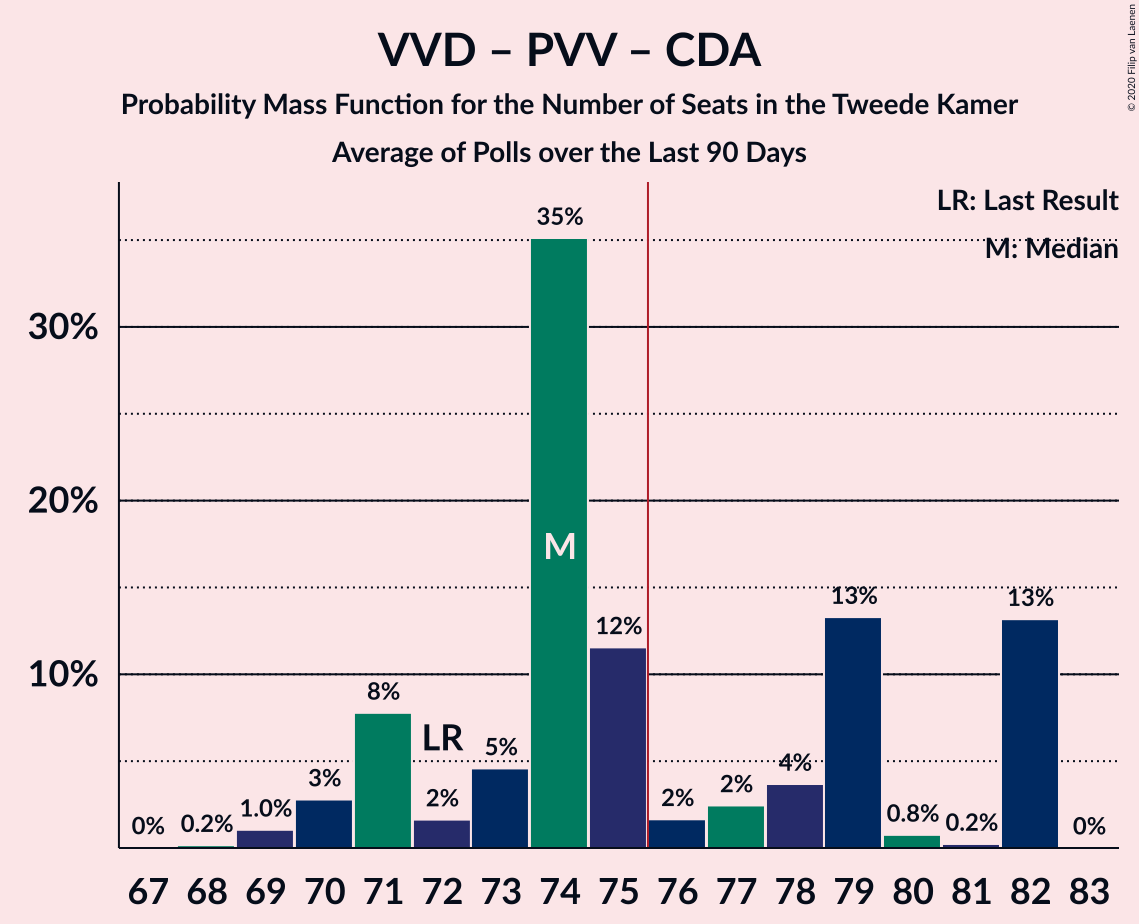 VVD – PVV – CDA
Probability Mass Function for the Number of Seats in the Tweede Kamer
Average of Polls over the Last 90 Days
© 2020 Filip van Laenen
LR: Last Result
M: Median
30%
20%
10%
0%
0.2%
1.0%
3%
8%
LR
2%
5%
35%
M
12%
2%
2%
4%
13%
0.8%
0.2%
13%
0%
67 68 69 70 71 72 73 74 75 76 77 78 79 80 81 82 83